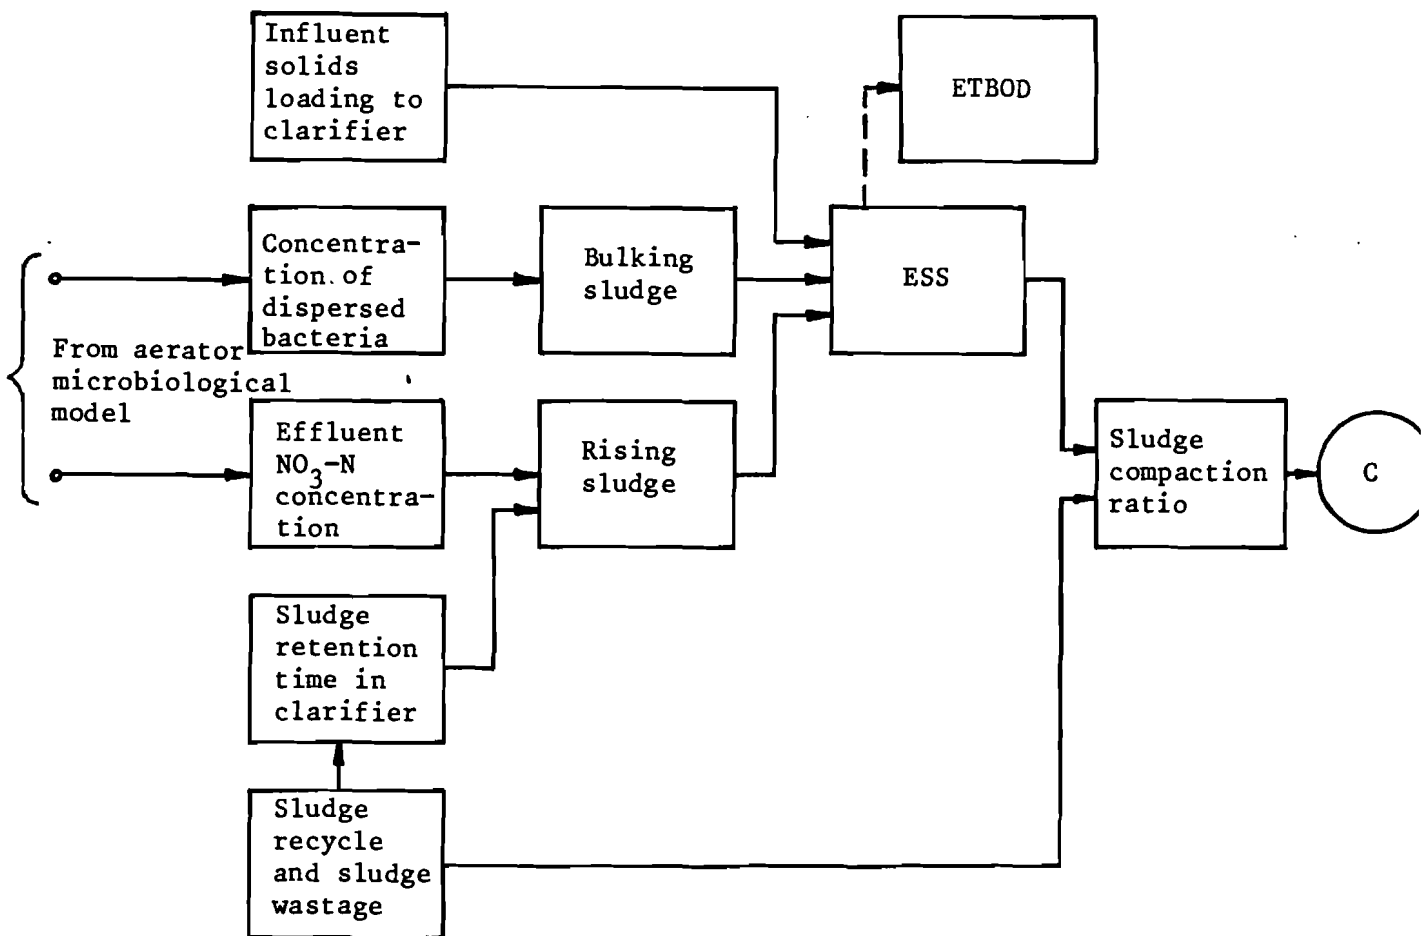 Influent
solids
loading to
clarifier
ETBOD
Concentra-
tion of
dispersed
bacteria
Bulking
sludge
ESS
From aerator
microbiological
model
Effluent
NO3-N
concentra-
tion
Rising
sludge
Sludge
compaction
ratio
C
Sludge
retention
time in
clarifier
Sludge
recycle
and sludge
wastage